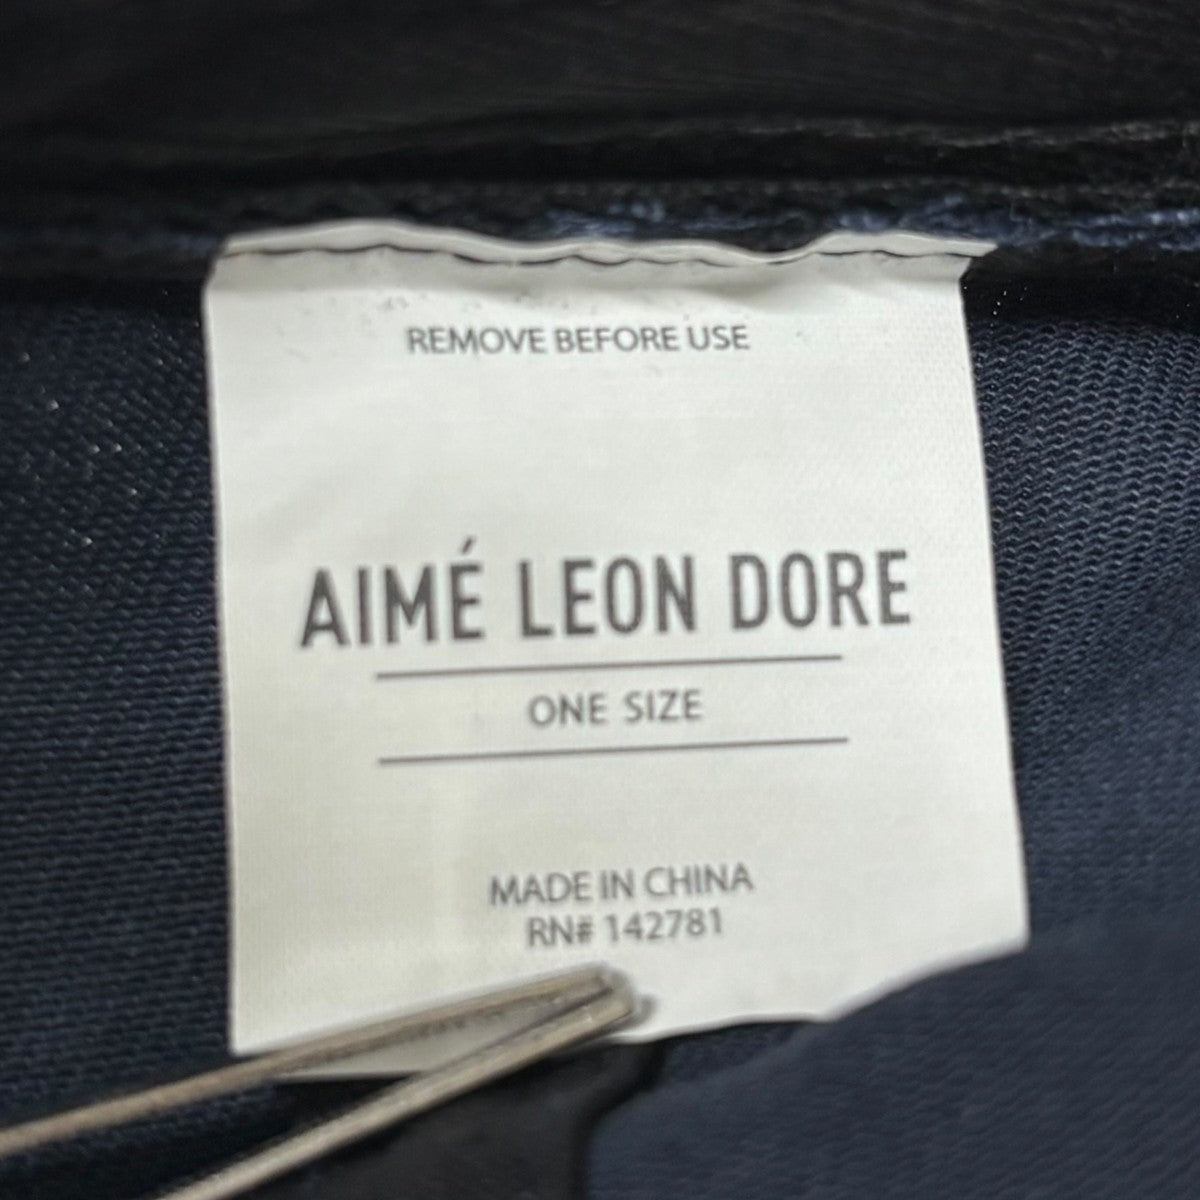 REMOVE BEFORE USE
AIMÉ LEON DORE
ONE SIZE
MADE IN CHINA
RN# 142781